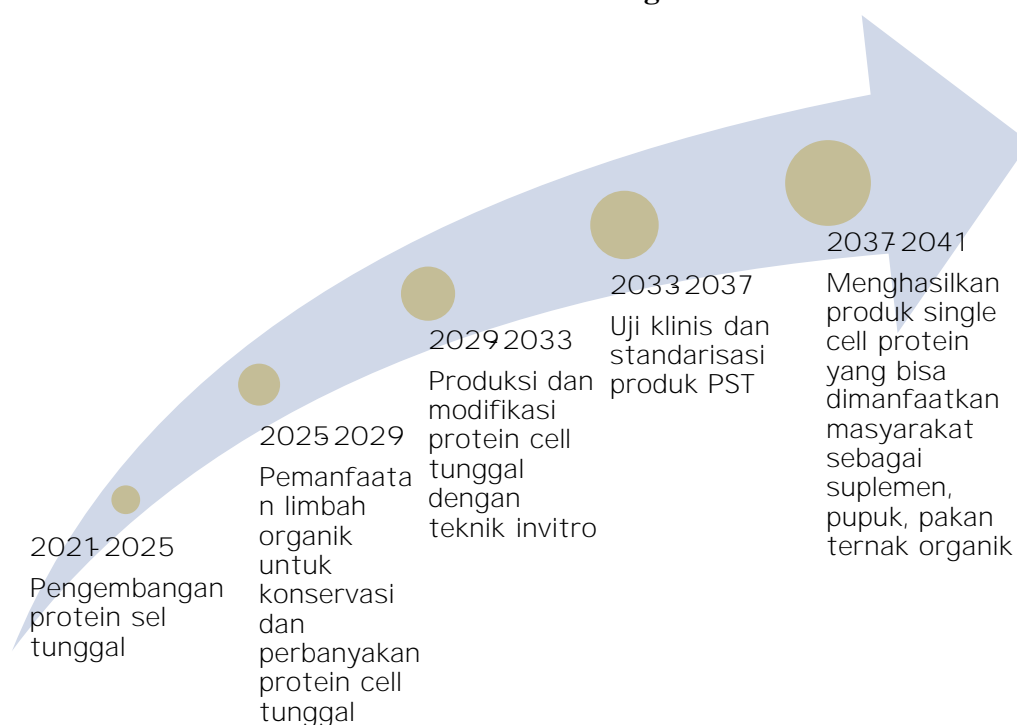 2021-2025
Pengembangan
protein sel
tunggal
2025-2029
Pemanfaata
n limbah
organik
untuk
konservasi
dan
perbanyakan
protein cell
tunggal
2029-2033
Produksi dan
modifikasi
protein cell
tunggal
dengan
teknik invitro
2033-2037
Uji klinis dan
standarisasi
produk PST
2037-2041
Menghasilkan
produk single
cell protein
yang bisa
dimanfaatkan
masyarakat
sebagai
suplemen,
pupuk, pakan
ternak organik